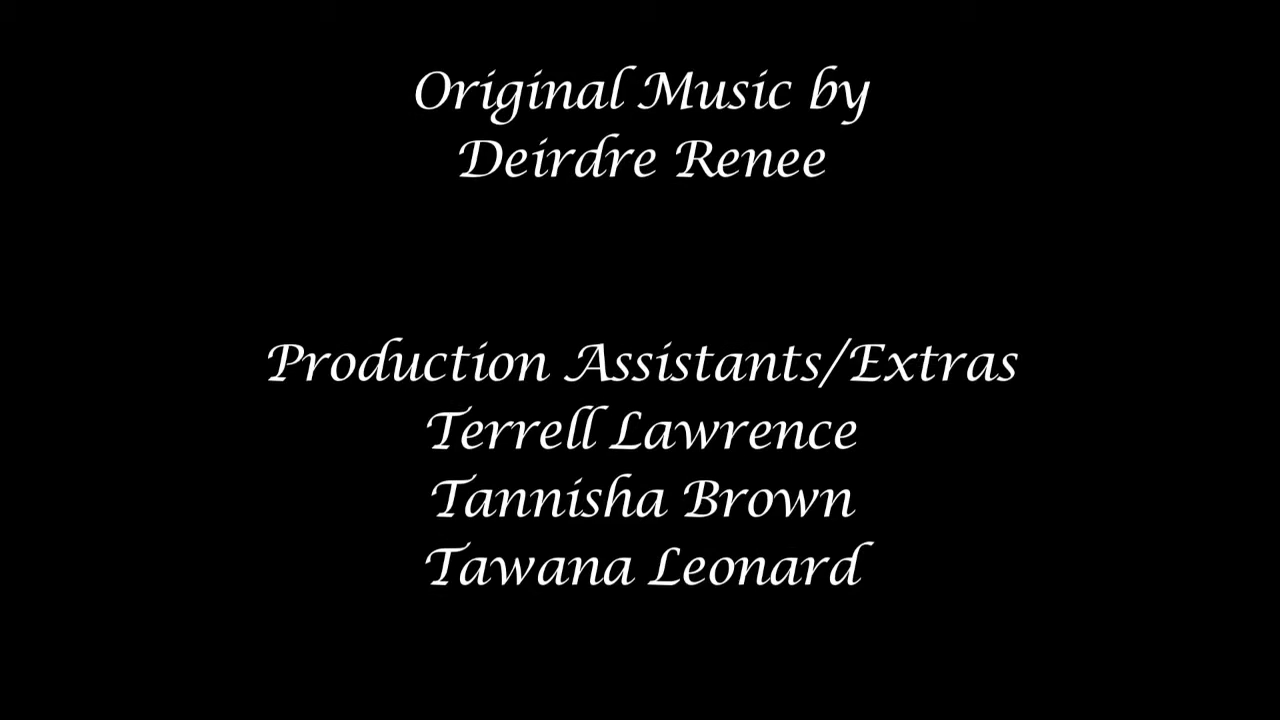 Original Music by
Deirdre Renee
Production Assistants/Extras
Terrell Lawrence
Tannisha Brown
Tawana Leonard